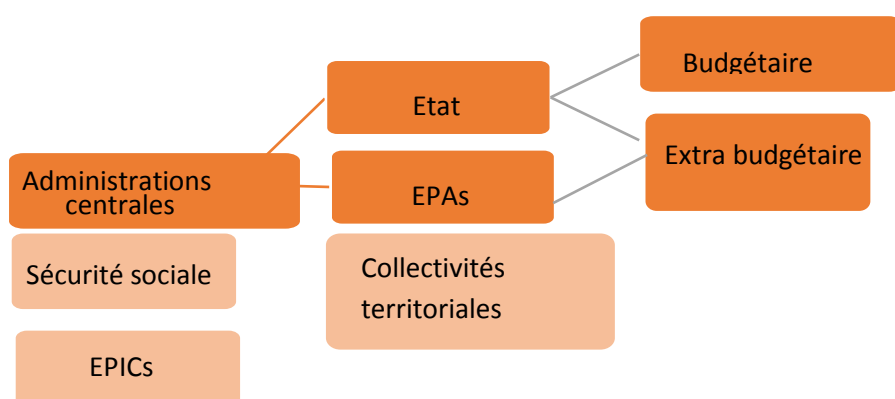 Budgétaire
Etat
Extra budgétaire
Administrations
centrales
EPAs
Sécurité sociale
Collectivités
territoriales
EPICs